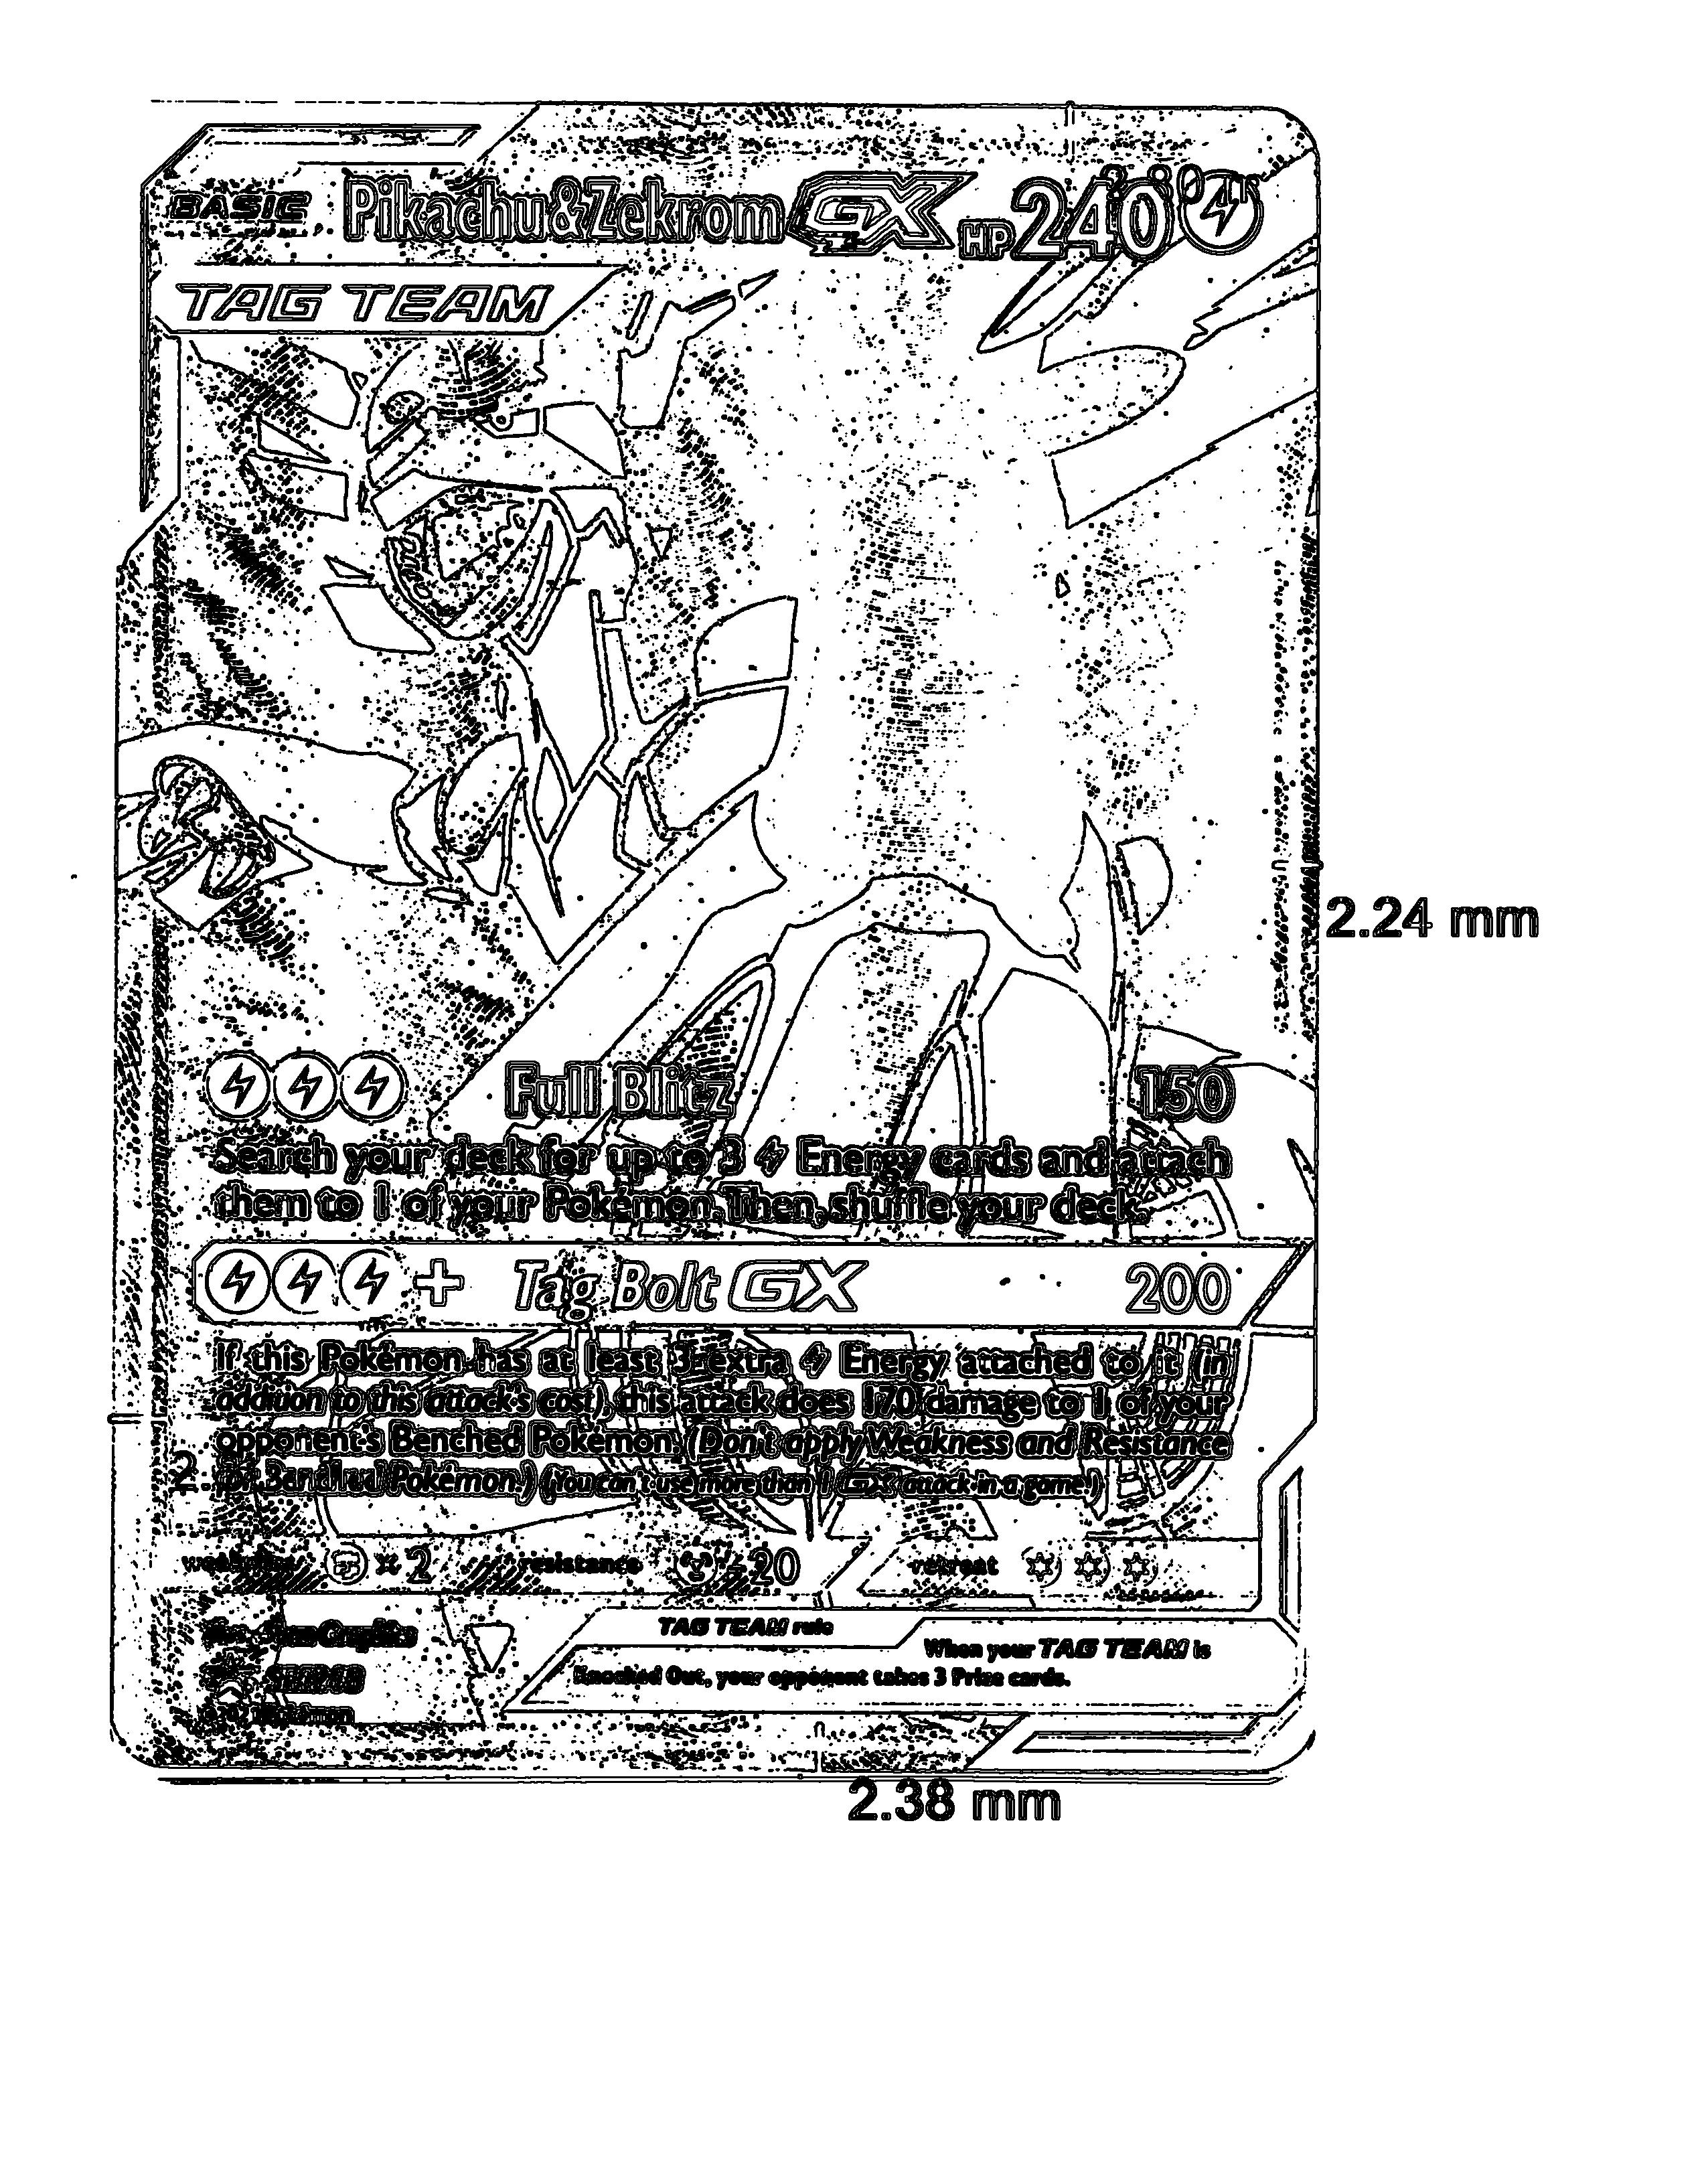 BASIC Pikachu&Zekrom GX HP 240
TAG TEAM
2.24 mm
Full Blitz 150
Search your deck for up to 3 Energy cards and attach
them to 1 of your Pokémon. Then, shuffle your deck.
+ Tag Bolt GX 200
If this Pokémon has at least 3 extra Energy attached to it (in
addition to this attack's cost), this attack does 170 damage to 1 of your
opponent's Benched Pokémon. (Don't apply Weakness and Resistance
for Benched Pokémon.) (You can't use more than 1 GX attack in a game.)
weakness × 2 resistance -20 retreat
TAG TEAM rule
When your TAG TEAM is
Knocked Out, your opponent takes 3 Prize cards.
2.38 mm